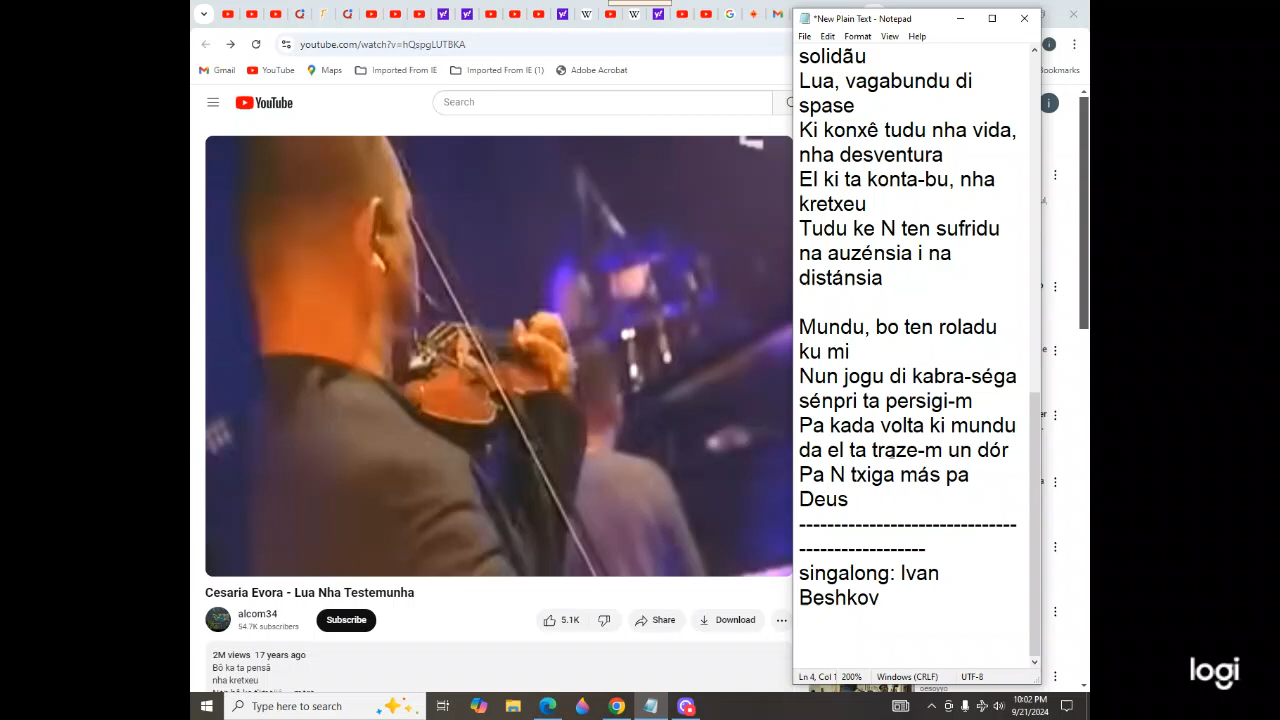 *New Plain Text - Notepad
File Edit Format View Help
youtube.com/watch?v=hQspgLUTBKA
Gmail YouTube Maps Imported From IE Imported From IE (1) Adobe Acrobat
Bookmarks
YouTube
Search
solidãu
Lua, vagabundu di
spase
Ki konxê tudu nha vida,
nha desventura
El ki ta konta-bu, nha
kretxeu
Tudu ke N ten sufridu
na auzénsia i na
distánsia
Mundu, bo ten roladu
ku mi
Nun jogu di kabra-séga
sénpri ta persigi-m
Pa kada volta ki mundu
da el ta traze-m un dór
Pa N txiga más pa
Deus
-------------------------------
------------------
singalong: Ivan
Beshkov
Ln 4, Col 1 200% Windows (CRLF) UTF-8
Cesaria Evora - Lua Nha Testemunha
alcom34
54.7K subscribers
Subscribe
5.1K
Share
Download
2M views 17 years ago
Bô ka ta pensâ
nha kretxeu
logi
Type here to search
10:02 PM
9/21/2024